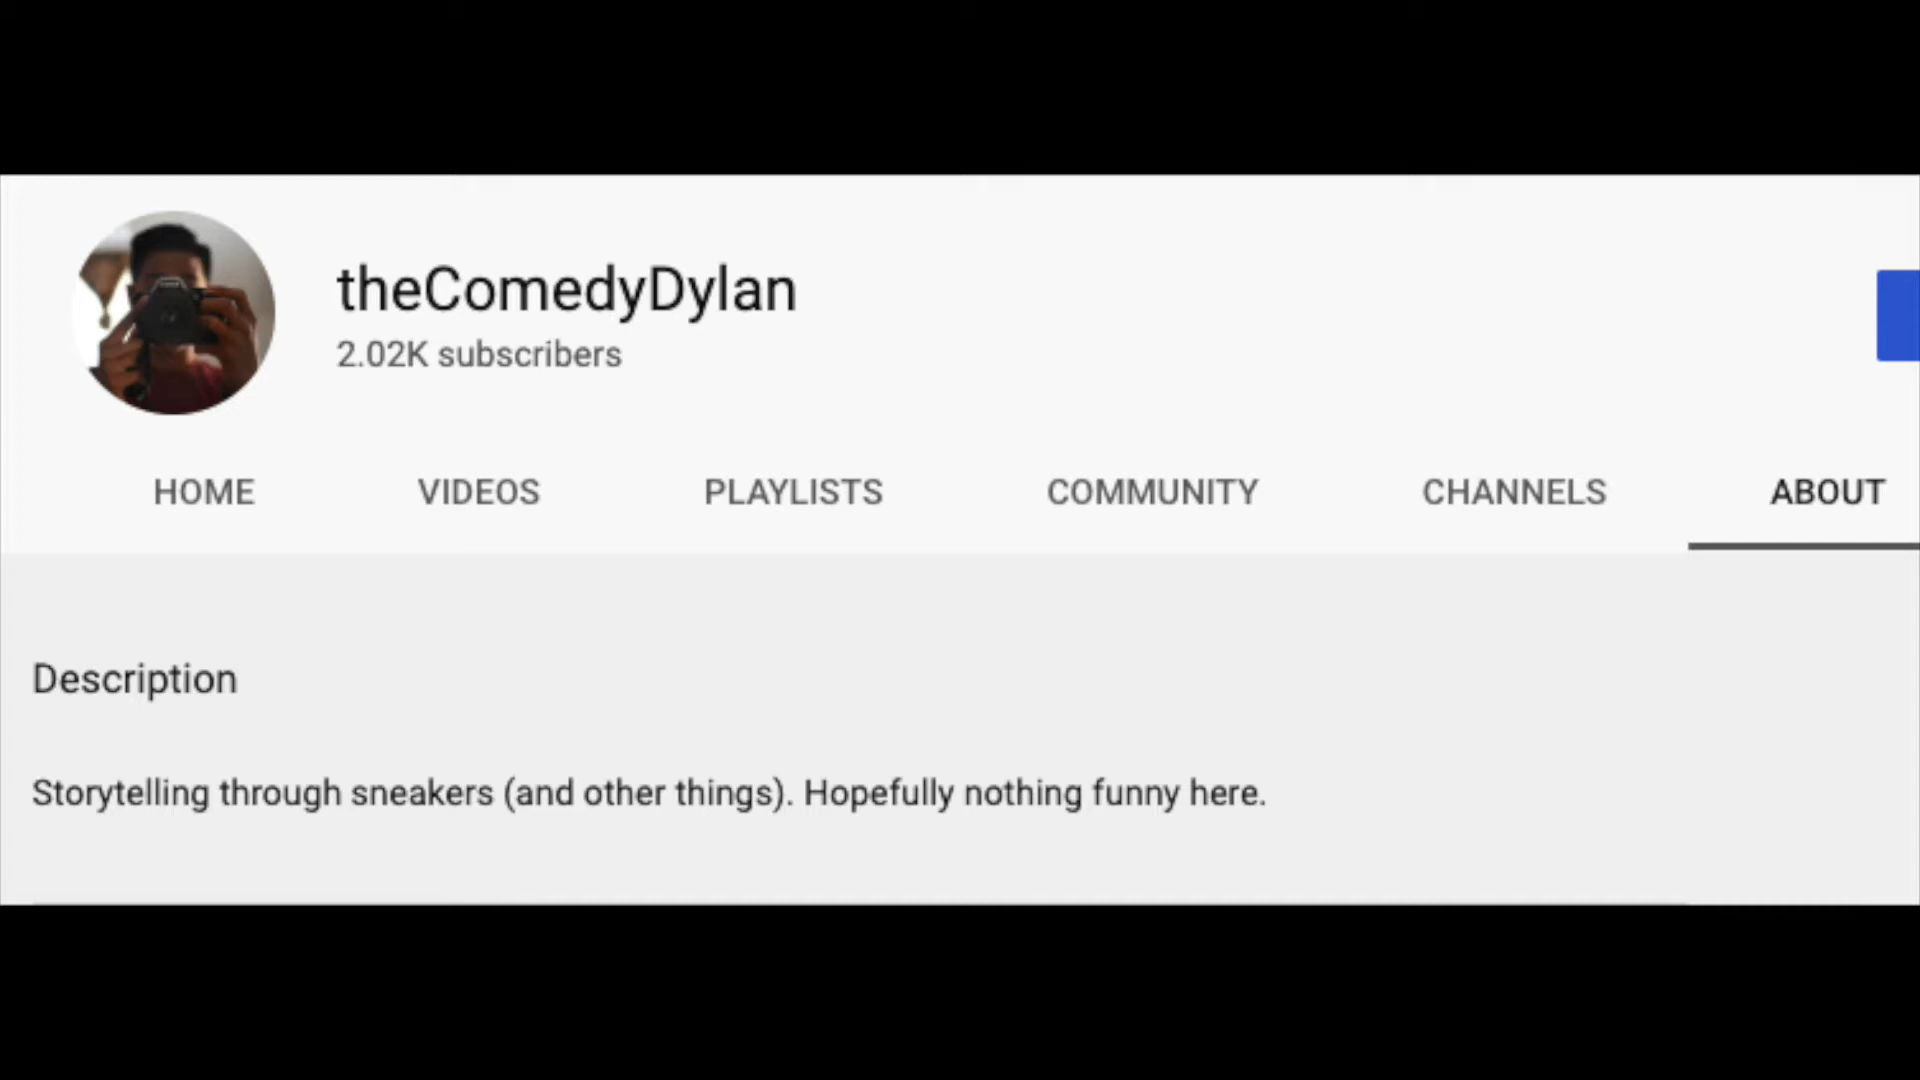 theComedyDylan
2.02K subscribers
HOME VIDEOS PLAYLISTS COMMUNITY CHANNELS ABOUT
Description
Storytelling through sneakers (and other things). Hopefully nothing funny here.